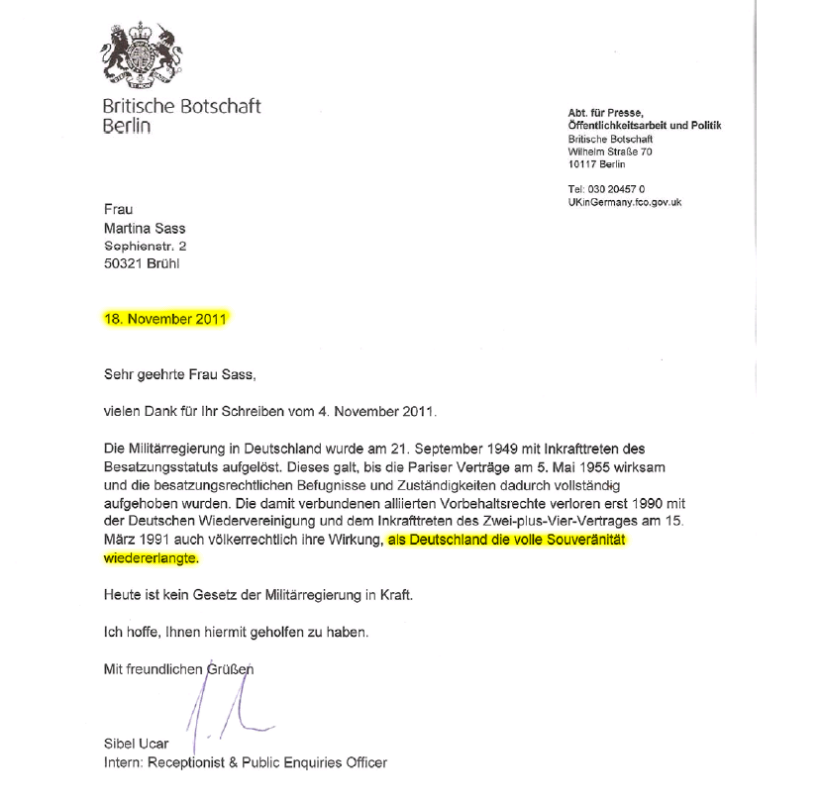 Britische Botschaft
Berlin
Abt. für Presse,
Öffentlichkeitsarbeit und Politik
Britische Botschaft
Wilhelm Straße 70
10117 Berlin
Tel: 030 20457 0
UKinGermany.fco.gov.uk
Frau
Martina Sass
Sophienstr. 2
50321 Brühl
18. November 2011
Sehr geehrte Frau Sass,
vielen Dank für Ihr Schreiben vom 4. November 2011.
Die Militärregierung in Deutschland wurde am 21. September 1949 mit Inkrafttreten des
Besatzungsstatuts aufgelöst. Dieses galt, bis die Pariser Verträge am 5. Mai 1955 wirksam
und die besatzungsrechtlichen Befugnisse und Zuständigkeiten dadurch vollständig
aufgehoben wurden. Die damit verbundenen alliierten Vorbehaltsrechte verloren erst 1990 mit
der Deutschen Wiedervereinigung und dem Inkrafttreten des Zwei-plus-Vier-Vertrages am 15.
März 1991 auch völkerrechtlich ihre Wirkung, als Deutschland die volle Souveränität
wiedererlangte.
Heute ist kein Gesetz der Militärregierung in Kraft.
Ich hoffe, Ihnen hiermit geholfen zu haben.
Mit freundlichen Grüßen
Sibel Ucar
Intern: Receptionist & Public Enquiries Officer